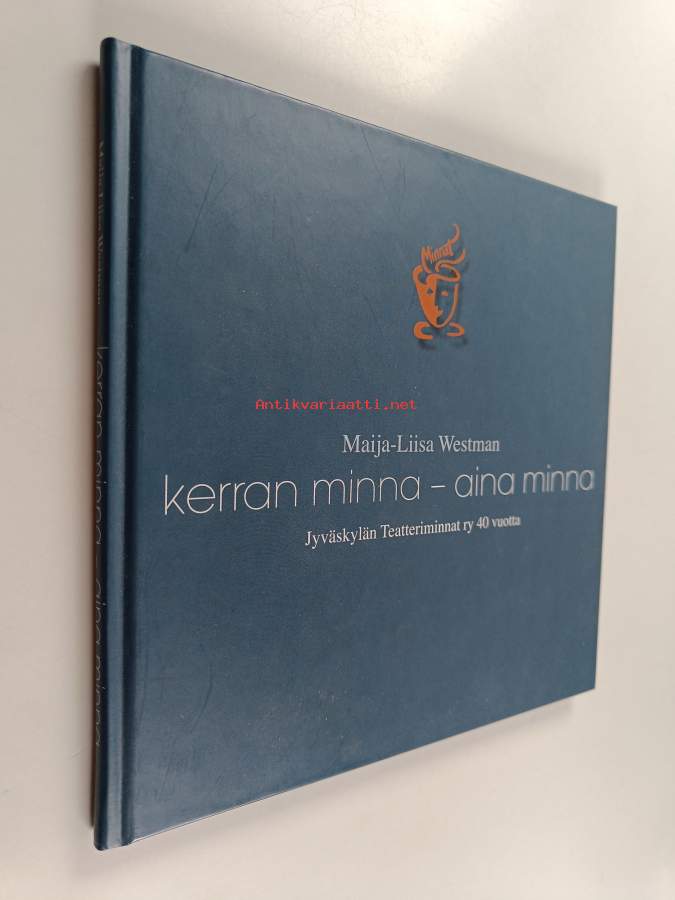 Minnat
Antikvariaatti.net
Maija-Liisa Westman
kerran minna – aina minna
Jyväskylän Teatteriminnat ry 40 vuotta
Maija-Liisa Westman kerran minna – aina minna